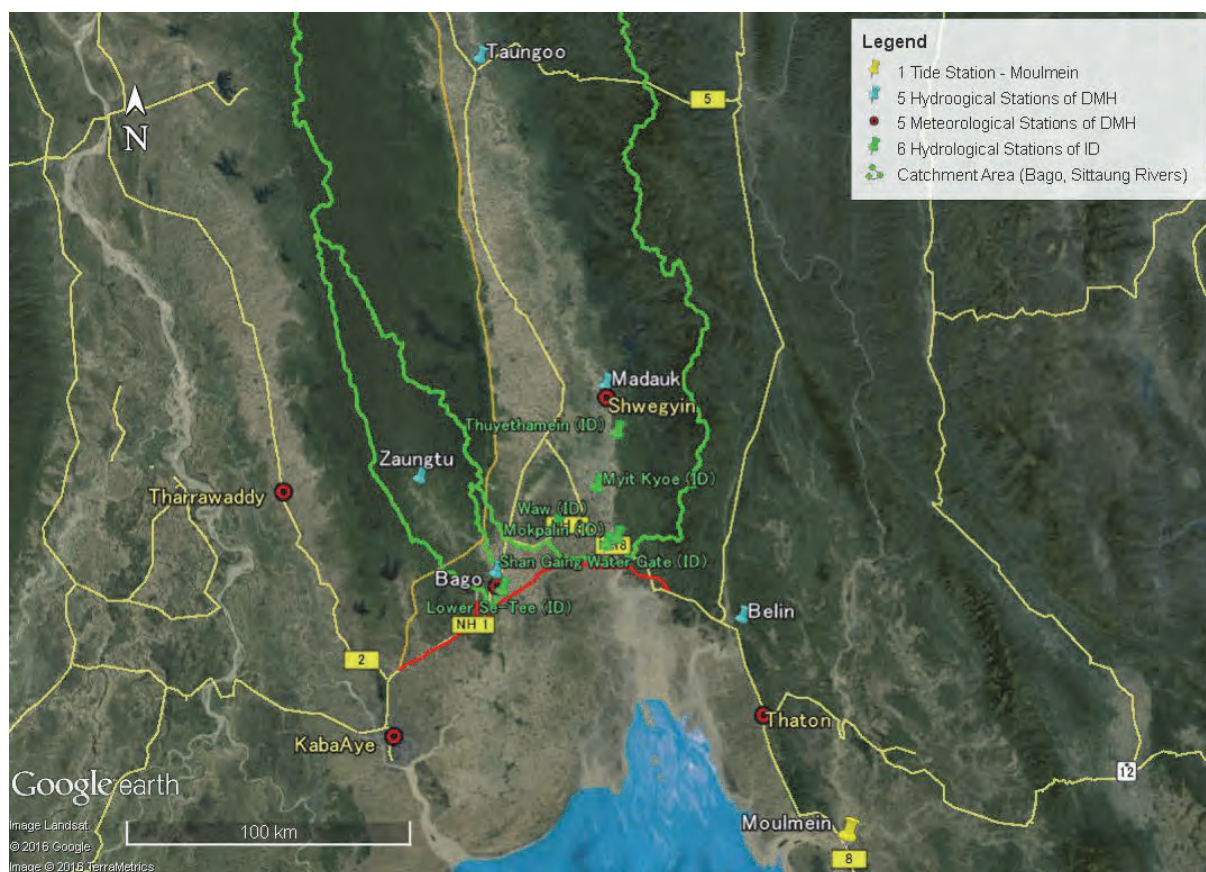 Legend
1 Tide Station - Moulmein
5 Hydroogical Stations of DMH
5 Meteorological Stations of DMH
6 Hydrological Stations of ID
Catchment Area (Bago, Sittaung Rivers)
Taungoo
5
N
Madauk
Shwegyin
Thuyethamein (ID)
Zaungtu
Myit Kyoe (ID)
Tharrawaddy
Waw (ID)
Mokpalin (ID)
Shan Gaing Water Gate (ID)
Bago
Lower Se-Tee (ID)
Belin
NH 1
2
Thaton
KabaAye
12
Google earth
Moulmein
100 km
8
Image Landsat
© 2016 Google
Image © 2016 TerraMetrics